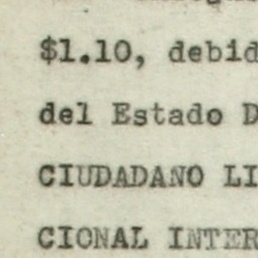 $1.10, debid
del Estado D
CIUDADANO LI
CIONAL INTER